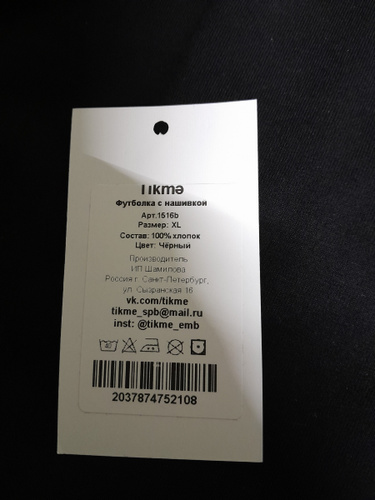 Tikmə
Футболка с нашивкой
Арт.1516b
Размер: XL
Состав: 100% хлопок
Цвет: Чёрный
Производитель
ИП Шамилова
Россия г. Санкт-Петербург,
ул. Сызранская 16
vk.com/tikme
tikme_spb@mail.ru
inst: @tikme_emb
2037874752108